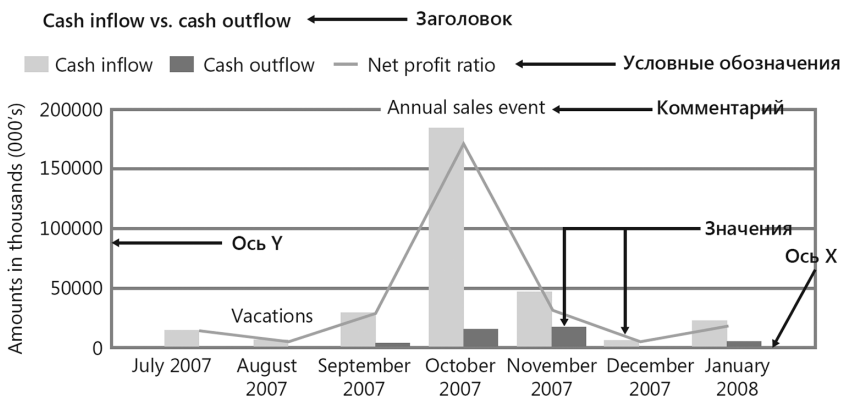 Cash inflow vs. cash outflow
Заголовок
Cash inflow
Cash outflow
Net profit ratio
Условные обозначения
Amounts in thousands (000's)
200000
150000
100000
50000
0
Annual sales event
Комментарий
Ось Y
Значения
Ось X
Vacations
July 2007
August
2007
September
2007
October
2007
November
2007
December
2007
January
2008